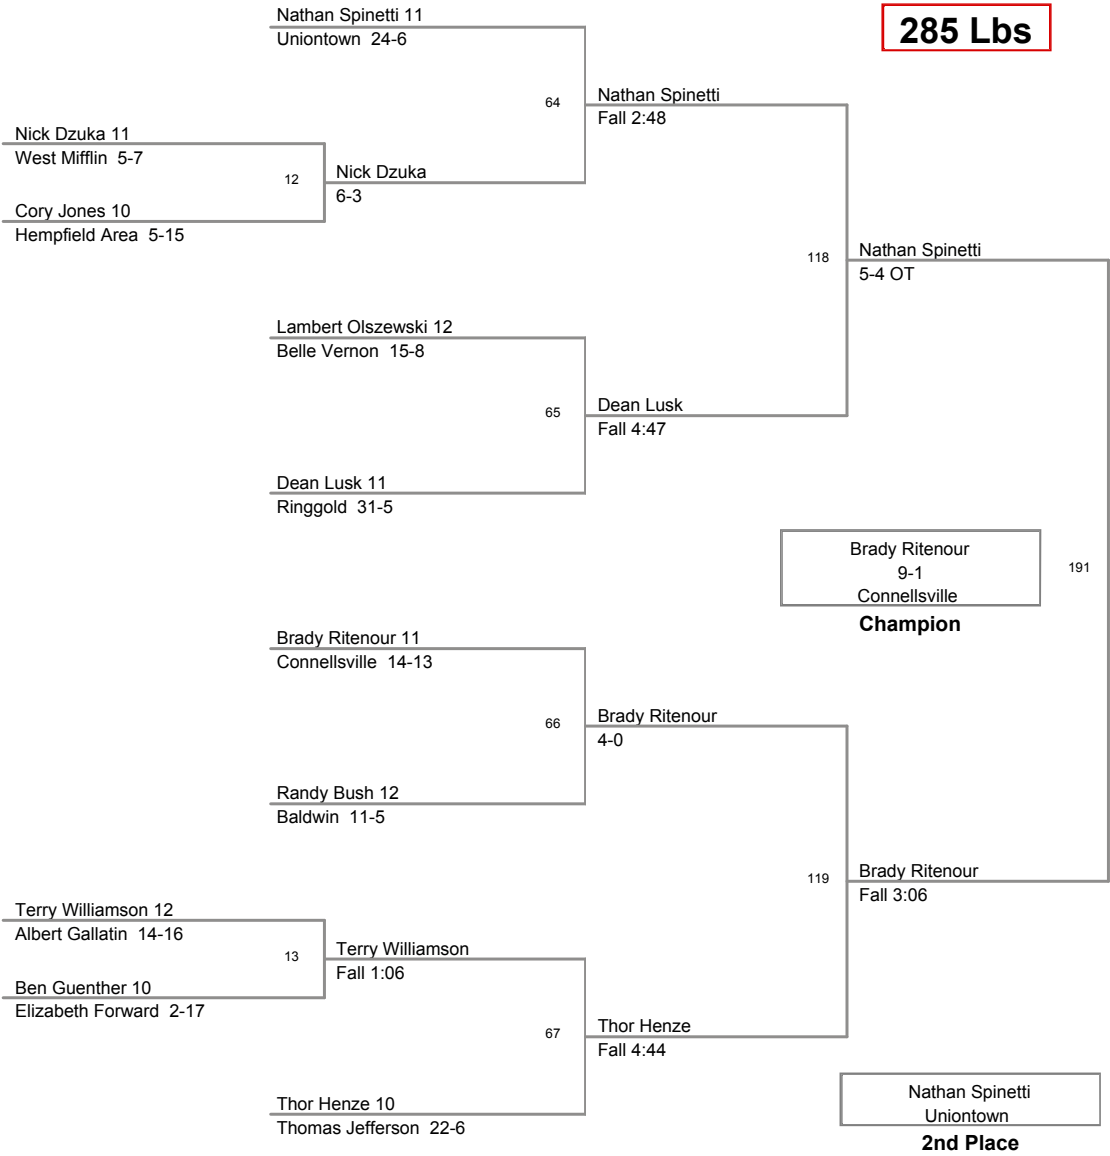 Nathan Spinetti 11
Uniontown 24-6
285 Lbs
64
Nathan Spinetti
Fall 2:48
Nick Dzuka 11
West Mifflin 5-7
12
Nick Dzuka
6-3
Cory Jones 10
Hempfield Area 5-15
118
Nathan Spinetti
5-4 OT
Lambert Olszewski 12
Belle Vernon 15-8
65
Dean Lusk
Fall 4:47
Dean Lusk 11
Ringgold 31-5
Brady Ritenour
9-1
Connellsville
191
Champion
Brady Ritenour 11
Connellsville 14-13
66
Brady Ritenour
4-0
Randy Bush 12
Baldwin 11-5
119
Brady Ritenour
Fall 3:06
Terry Williamson 12
Albert Gallatin 14-16
13
Terry Williamson
Fall 1:06
Ben Guenther 10
Elizabeth Forward 2-17
67
Thor Henze
Fall 4:44
Thor Henze 10
Thomas Jefferson 22-6
Nathan Spinetti
Uniontown
2nd Place